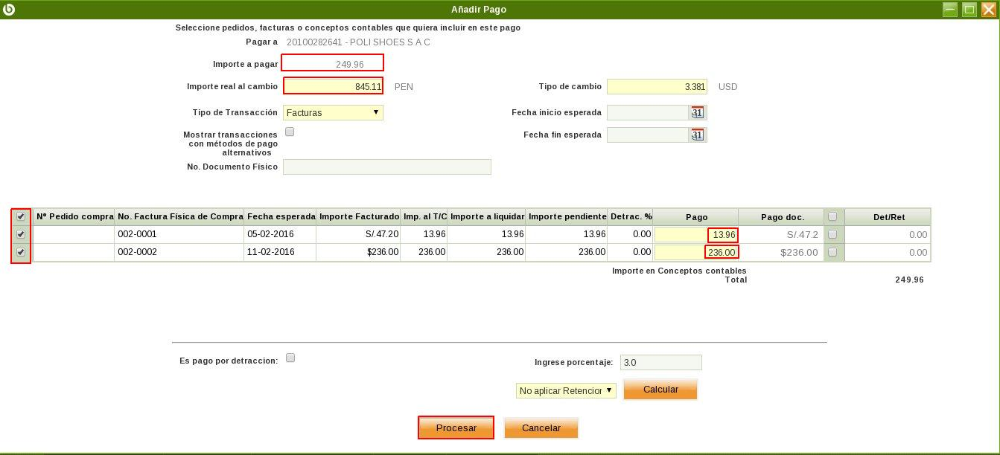 Añadir Pago
Seleccione pedidos, facturas o conceptos contables que quiera incluir en este pago
Pagar a 20100282641 - POLI SHOES S A C
Importe a pagar 249.96
Importe real al cambio 845.11 PEN Tipo de cambio 3.381 USD
Tipo de Transacción Facturas Fecha inicio esperada 31
Mostrar transacciones con métodos de pago alternativos Fecha fin esperada 31
No. Documento Físico
Nº Pedido compra No. Factura Física de Compra Fecha esperada Importe Facturado Imp. al T/C Importe a liquidar Importe pendiente Detrac. % Pago Pago doc. Det/Ret
002-0001 05-02-2016 S/.47.20 13.96 13.96 13.96 0.00 13.96 S/.47.2 0.00
002-0002 11-02-2016 $236.00 236.00 236.00 236.00 0.00 236.00 $236.00 0.00
Importe en Conceptos contables
Total 249.96
Es pago por detraccion: Ingrese porcentaje: 3.0
No aplicar Retencior Calcular
Procesar Cancelar